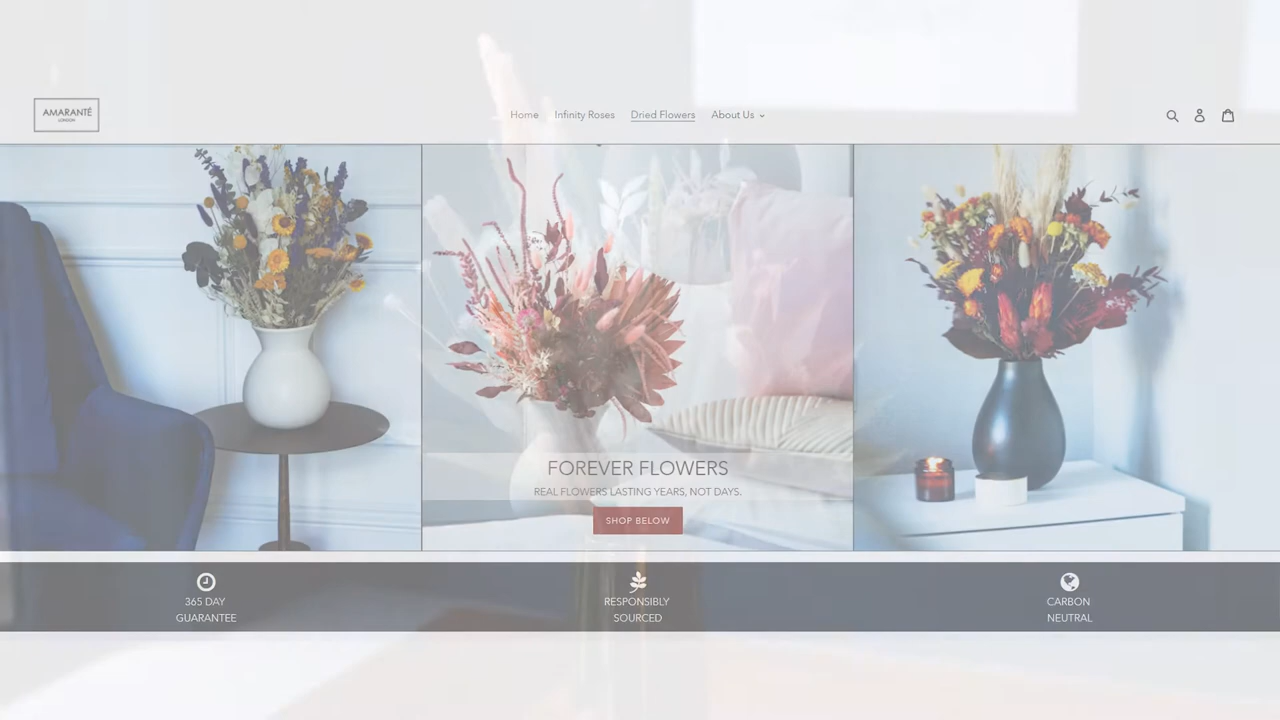 AMARANTÉ
LONDON
Home Infinity Roses Dried Flowers About Us
FOREVER FLOWERS
REAL FLOWERS LASTING YEARS, NOT DAYS.
SHOP BELOW
365 DAY
GUARANTEE
RESPONSIBLY
SOURCED
CARBON
NEUTRAL